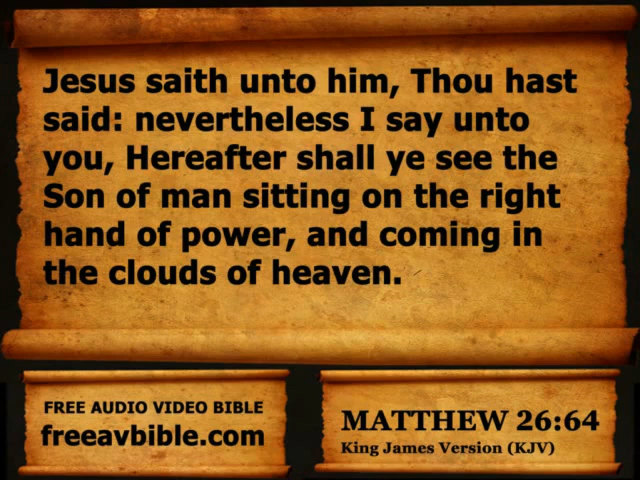 Jesus saith unto him, Thou hast
said: nevertheless I say unto
you, Hereafter shall ye see the
Son of man sitting on the right
hand of power, and coming in
the clouds of heaven.
FREE AUDIO VIDEO BIBLE
freeavbible.com
MATTHEW 26:64
King James Version (KJV)